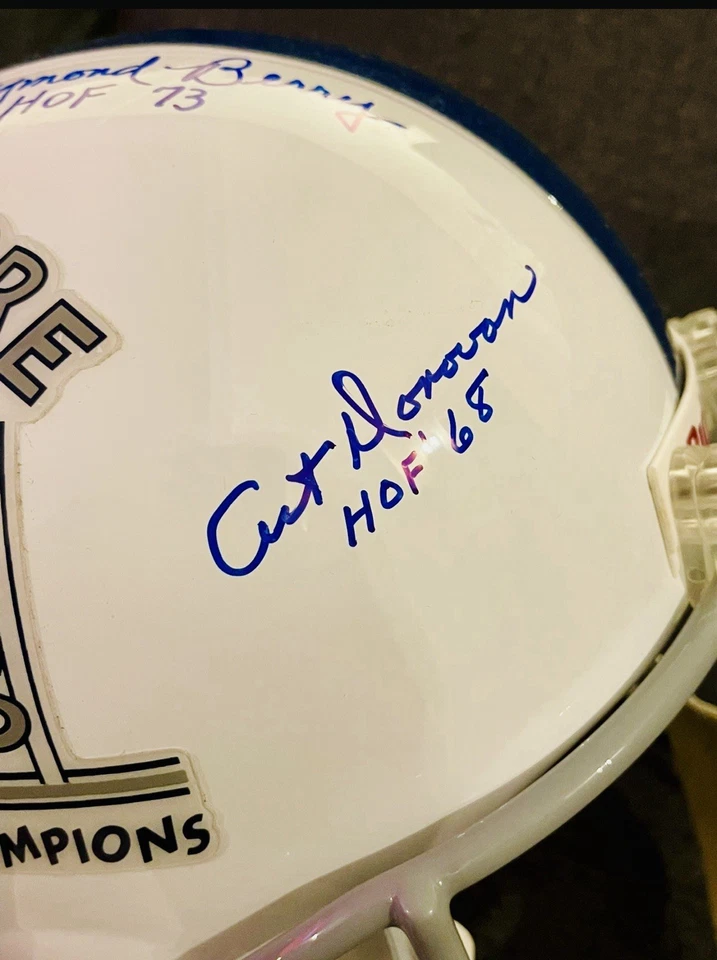 ymond Berry
HOF 73
RE
Art Donovan
HOF' 68
MPIONS